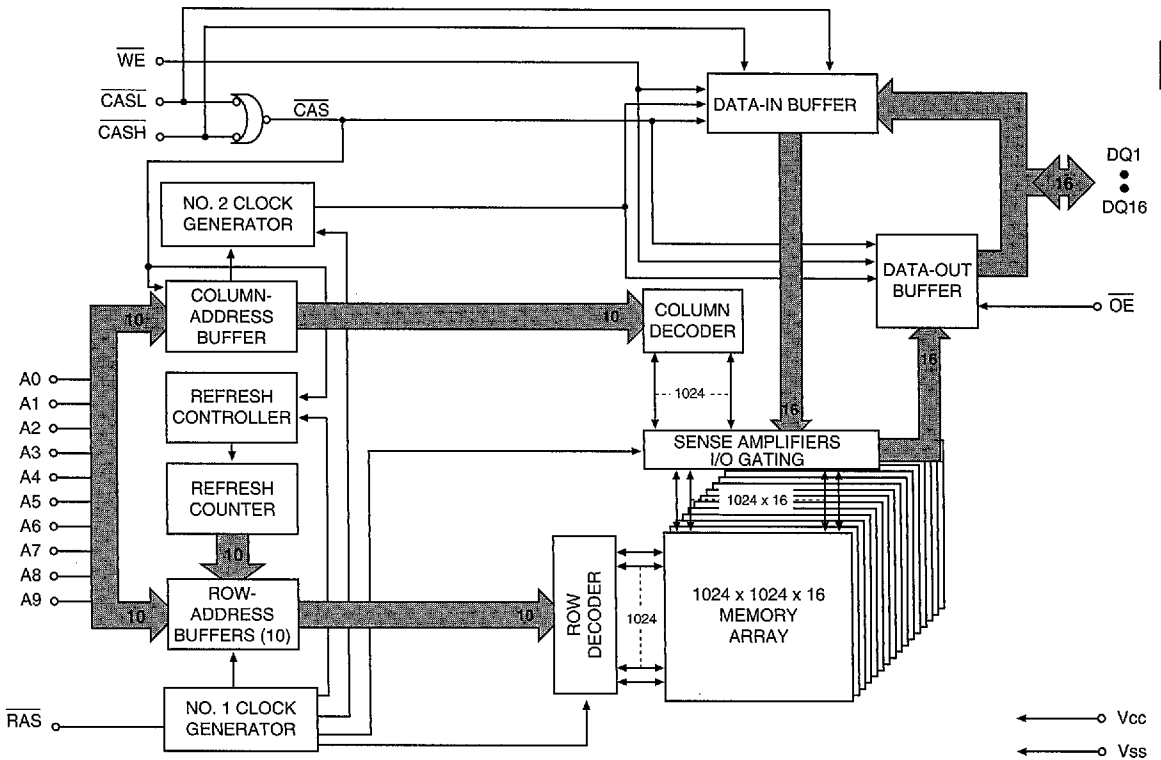 WE
CASL
CASH
CAS
DATA-IN BUFFER
DQ1
16
DQ16
NO. 2 CLOCK
GENERATOR
DATA-OUT
BUFFER
OE
COLUMN-
ADDRESS
BUFFER
10
10
COLUMN
DECODER
16
A0
A1
A2
A3
A4
A5
A6
A7
A8
A9
REFRESH
CONTROLLER
1024
16
SENSE AMPLIFIERS
I/O GATING
REFRESH
COUNTER
1024 x 16
10
ROW-
ADDRESS
BUFFERS (10)
10
10
ROW
DECODER
1024
1024 x 1024 x 16
MEMORY
ARRAY
RAS
NO. 1 CLOCK
GENERATOR
Vcc
Vss